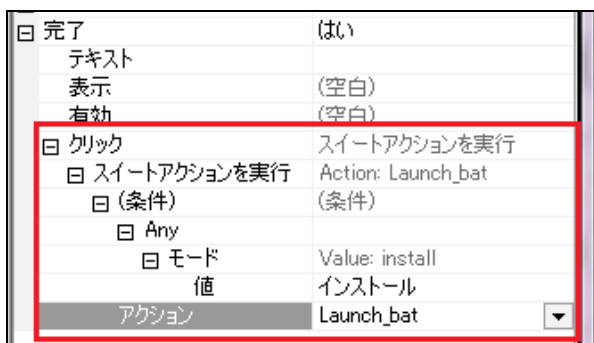 完了 はい
テキスト
表示 (空白)
有効 (空白)
クリック スイートアクションを実行
スイートアクションを実行 Action: Launch_bat
(条件) (条件)
Any
モード Value: install
値 インストール
アクション Launch_bat